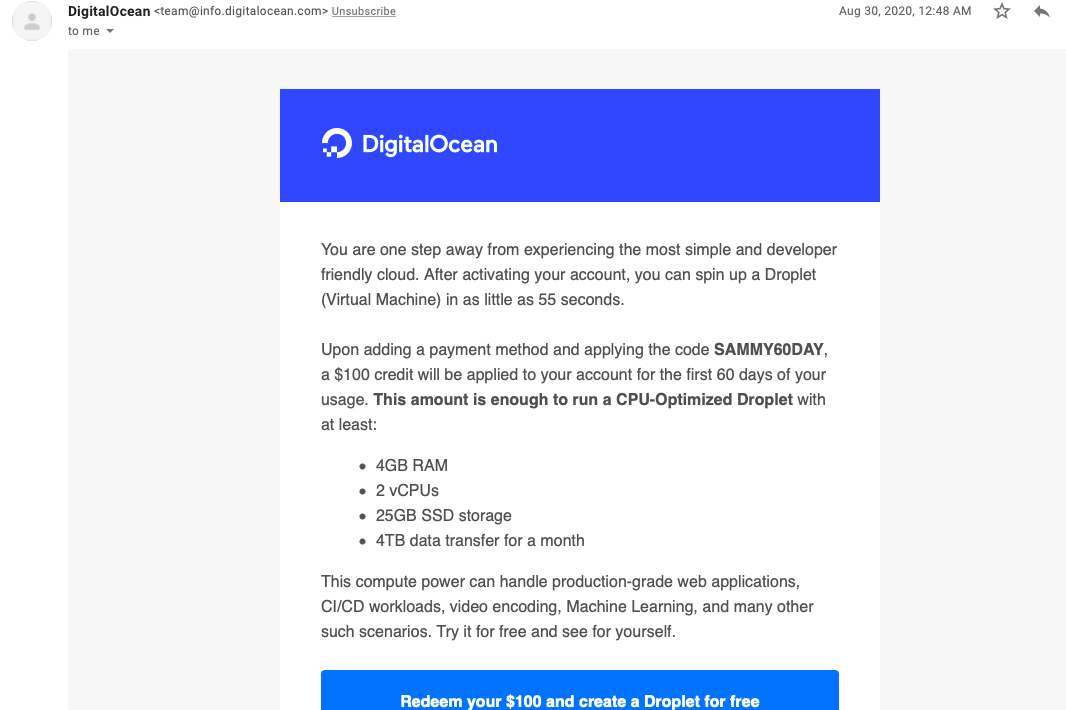 DigitalOcean <team@info.digitalocean.com> Unsubscribe
Aug 30, 2020, 12:48 AM
to me
DigitalOcean
You are one step away from experiencing the most simple and developer
friendly cloud. After activating your account, you can spin up a Droplet
(Virtual Machine) in as little as 55 seconds.
Upon adding a payment method and applying the code SAMMY60DAY,
a $100 credit will be applied to your account for the first 60 days of your
usage. This amount is enough to run a CPU-Optimized Droplet with
at least:
• 4GB RAM
• 2 vCPUs
• 25GB SSD storage
• 4TB data transfer for a month
This compute power can handle production-grade web applications,
CI/CD workloads, video encoding, Machine Learning, and many other
such scenarios. Try it for free and see for yourself.
Redeem your $100 and create a Droplet for free